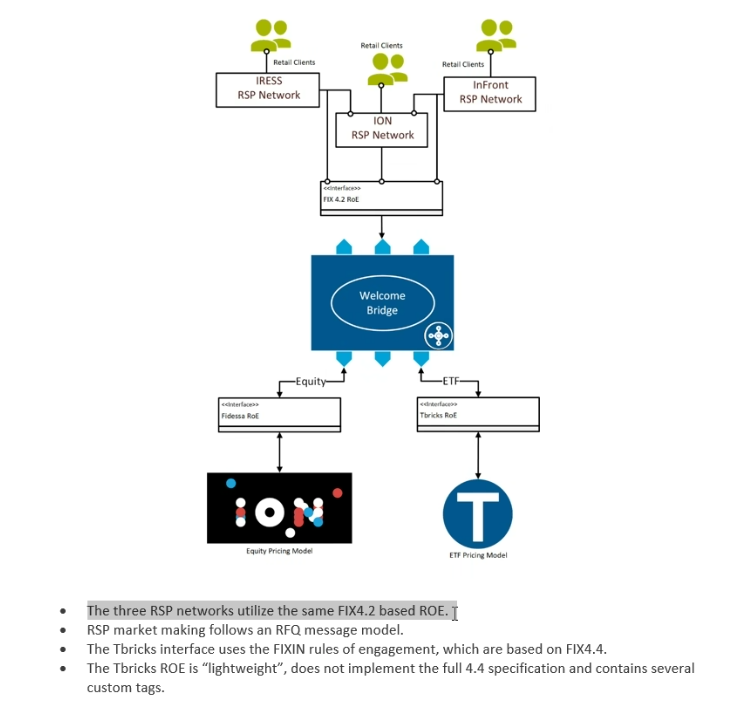 Retail Clients
Retail Clients
Retail Clients
IRESS
RSP Network
InFront
RSP Network
ION
RSP Network
<<interface>>
FIX 4.2 RoE
Welcome
Bridge
Equity
ETF
<<interface>>
Fidessa RoE
<<interface>>
Tbricks RoE
iON
T
Equity Pricing Model
ETF Pricing Model
• The three RSP networks utilize the same FIX4.2 based ROE.
• RSP market making follows an RFQ message model.
• The Tbricks interface uses the FIXIN rules of engagement, which are based on FIX4.4.
• The Tbricks ROE is “lightweight”, does not implement the full 4.4 specification and contains several
custom tags.